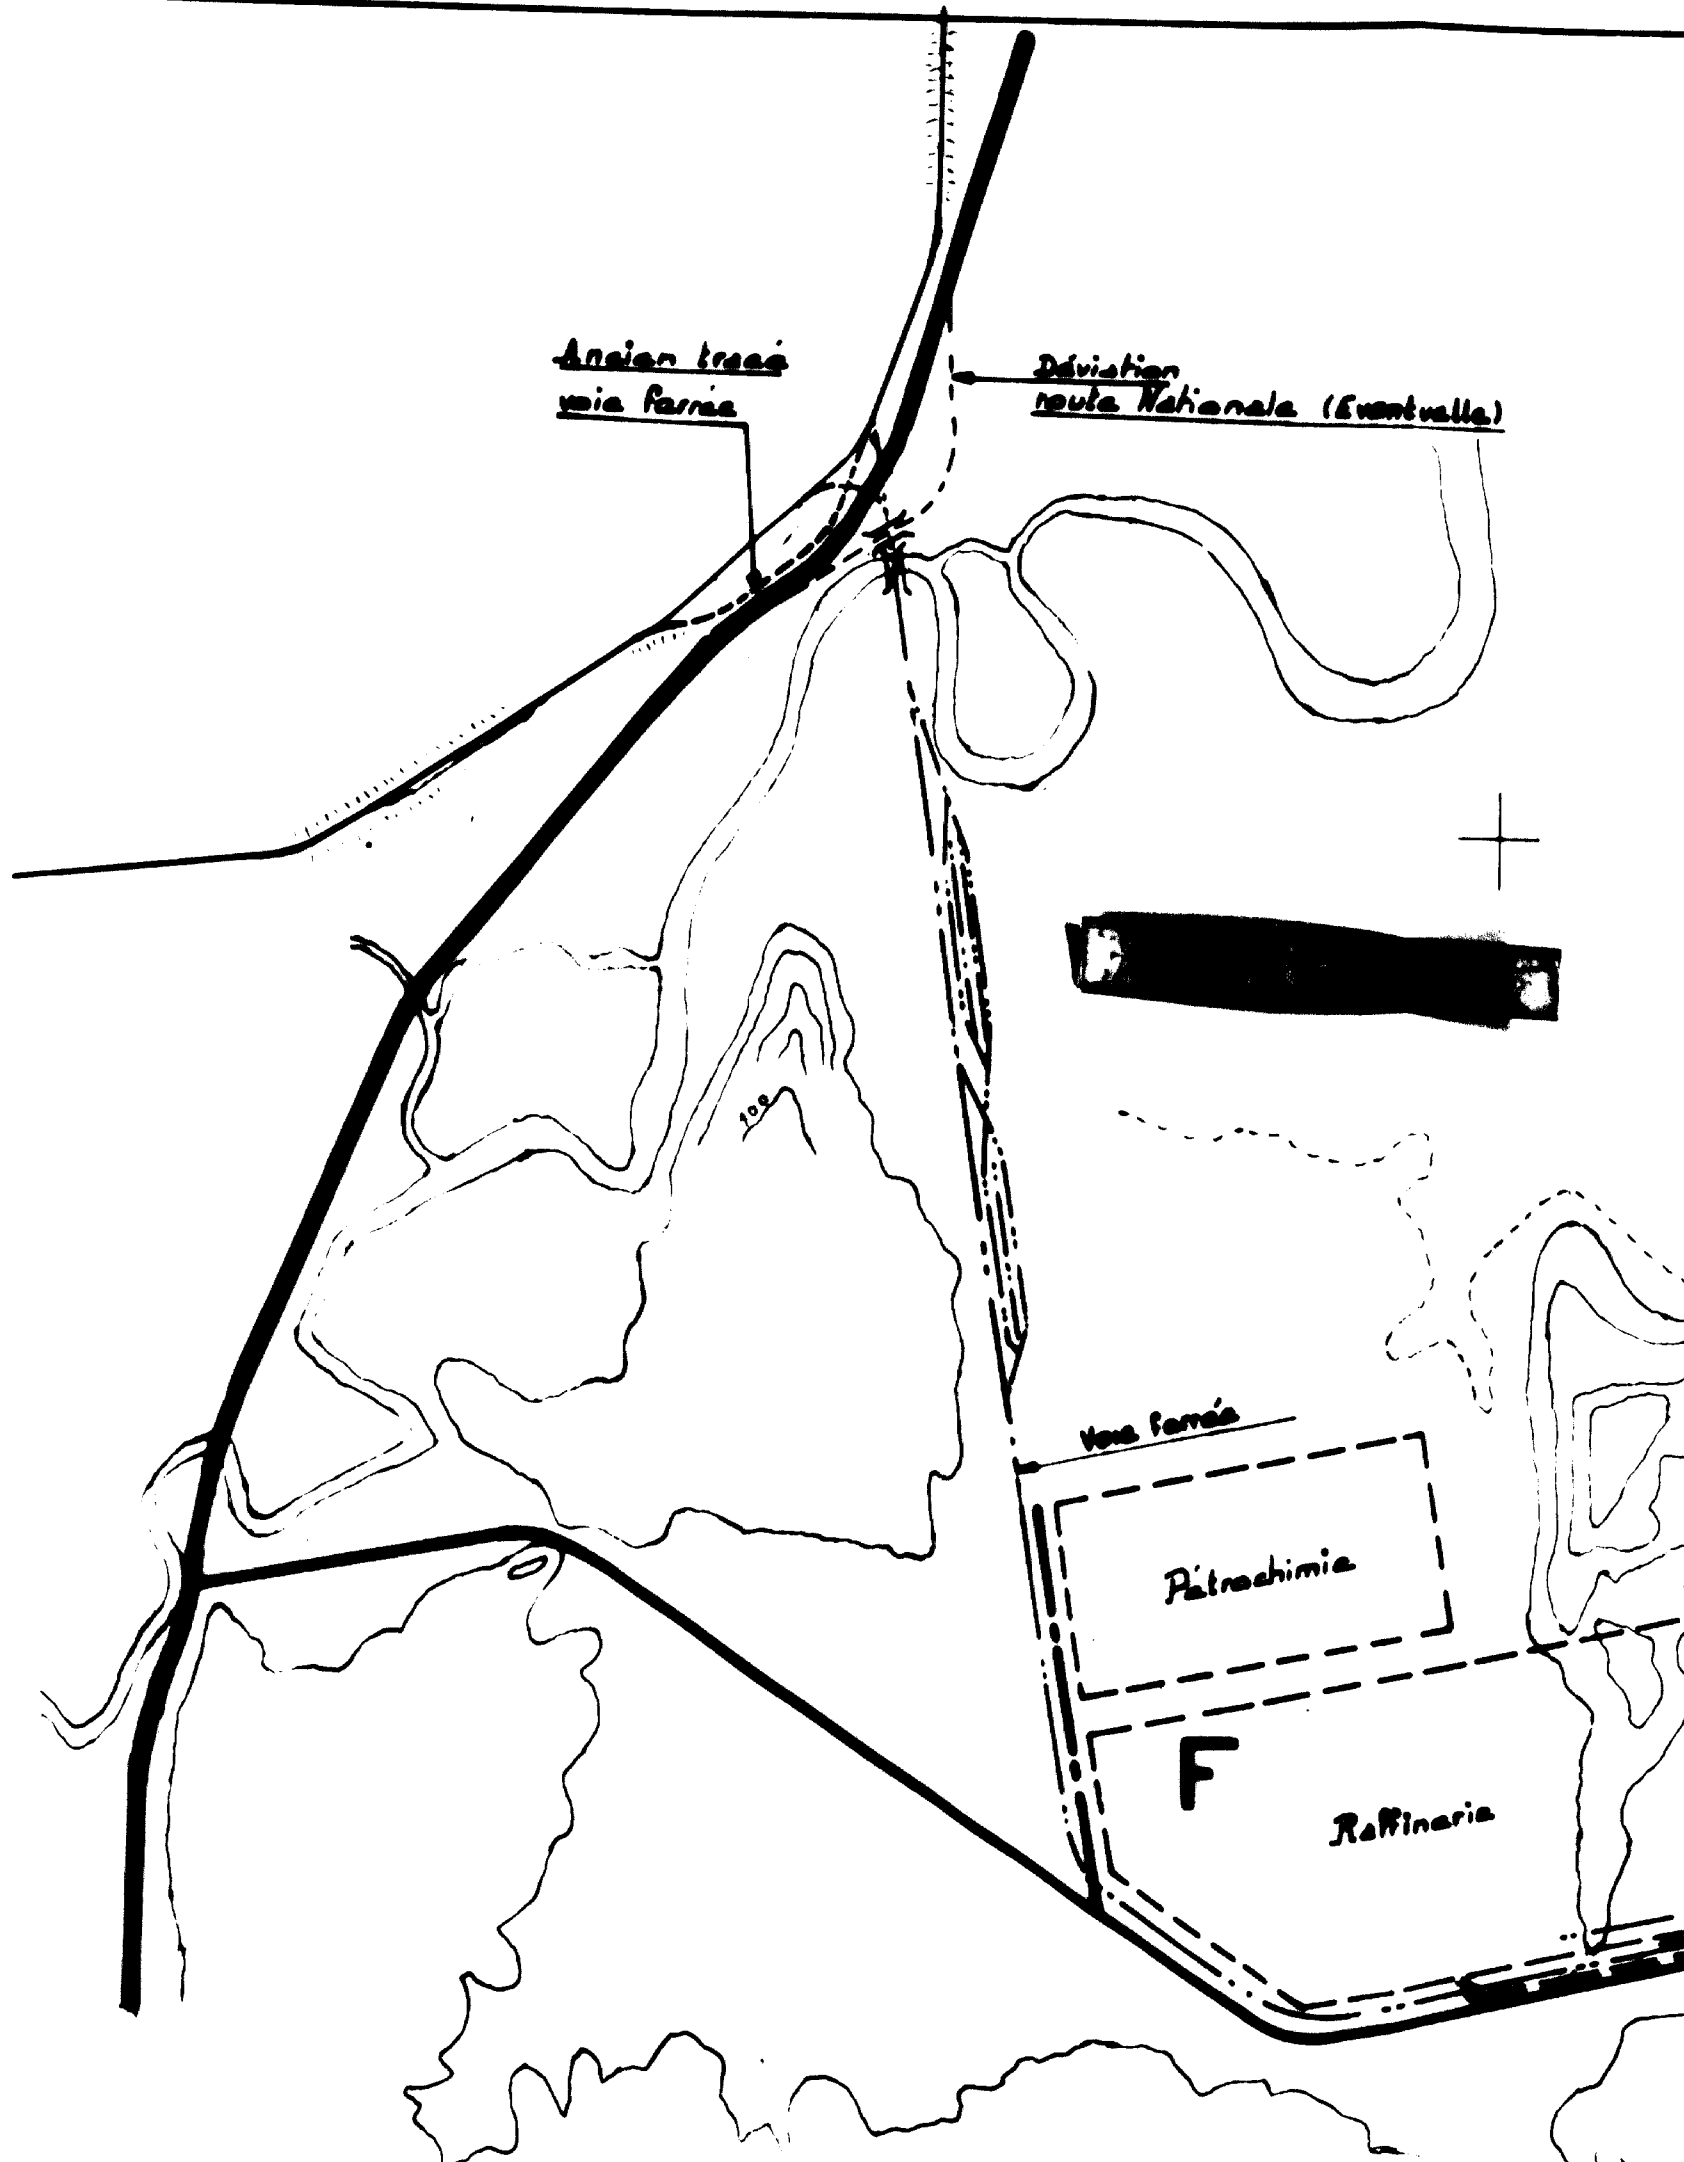 Ancien tracé
voie ferrée
Déviation
route Nationale (Eventuelle)
100
Voie ferrée
Pétrochimie
F
Raffinerie